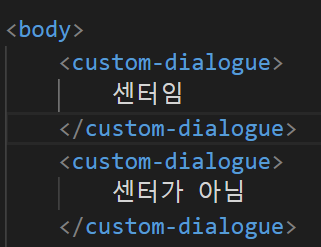 <body>
<custom-dialogue>
센터임
</custom-dialogue>
<custom-dialogue>
센터가 아님
</custom-dialogue>